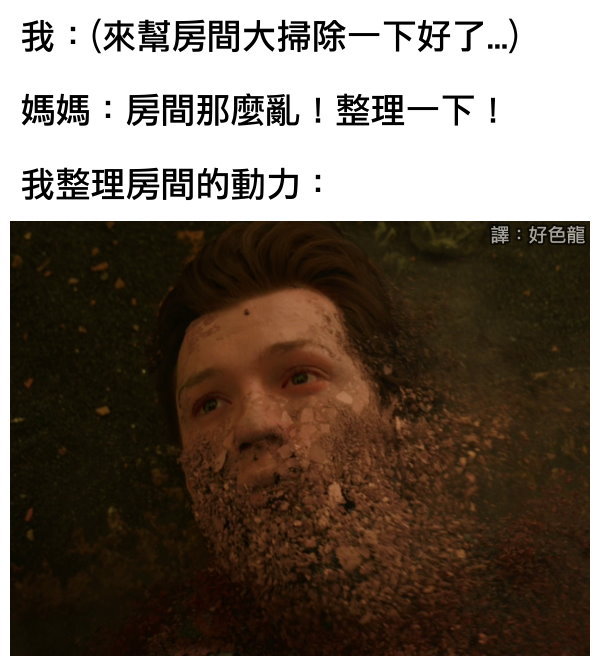 我：(來幫房間大掃除一下好了...)
媽媽：房間那麼亂！整理一下！
我整理房間的動力：
譯：好色龍